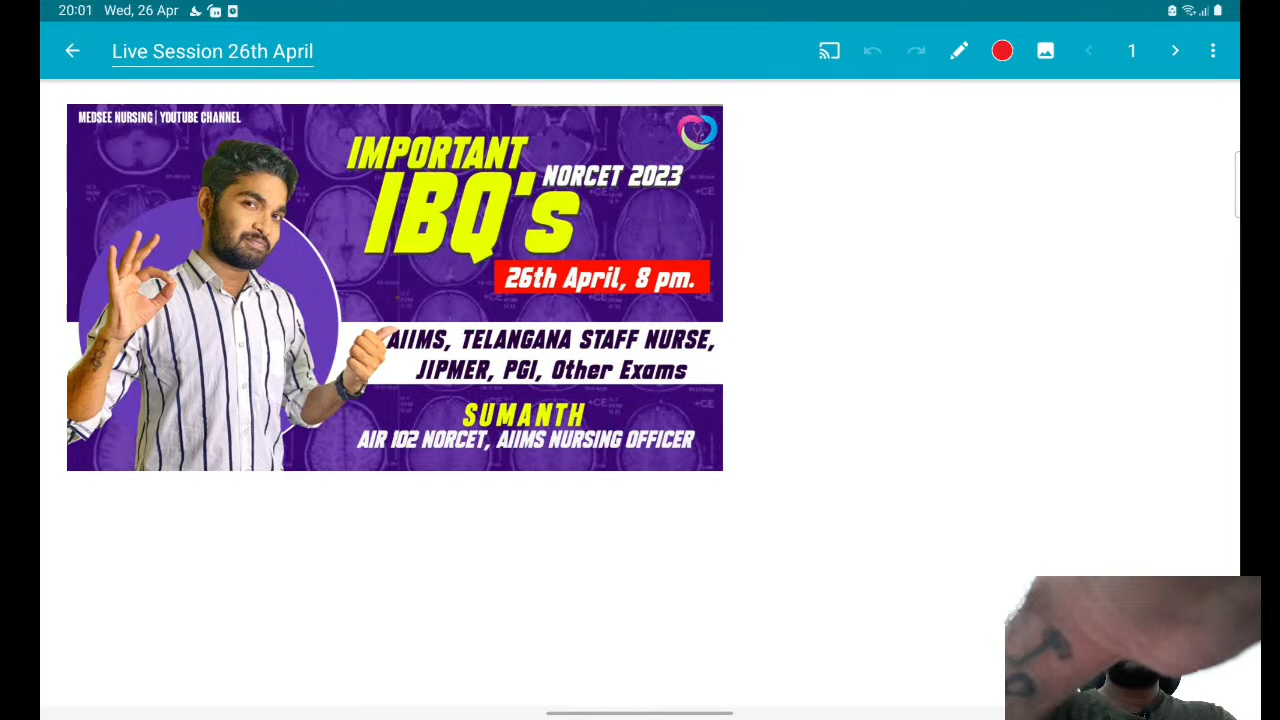 20:01 Wed, 26 Apr
Live Session 26th April
1
MEDSEE NURSING | YOUTUBE CHANNEL
IMPORTANT
NORCET 2023
IBQ's
26th April, 8 pm.
AIIMS, TELANGANA STAFF NURSE,
JIPMER, PGI, Other Exams
SUMANTH
AIR 102 NORCET, AIIMS NURSING OFFICER